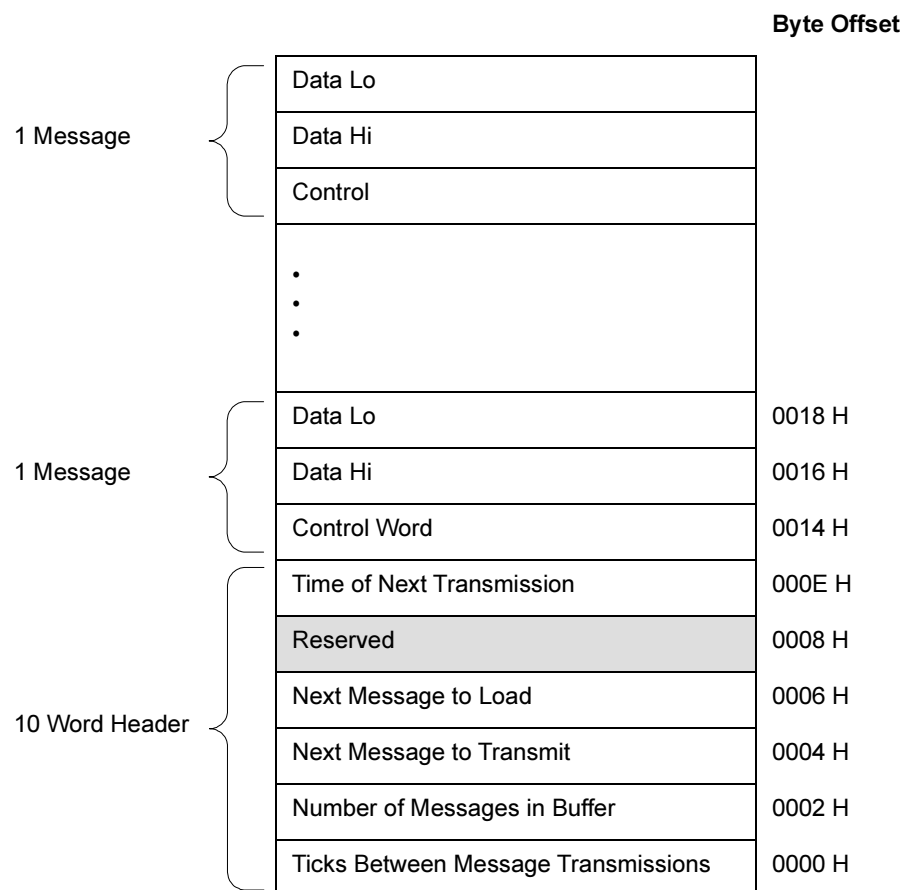 Byte Offset
Data Lo
1 Message
Data Hi
Control
•
•
•
Data Lo 0018 H
1 Message
Data Hi 0016 H
Control Word 0014 H
Time of Next Transmission 000E H
Reserved 0008 H
Next Message to Load 0006 H
10 Word Header
Next Message to Transmit 0004 H
Number of Messages in Buffer 0002 H
Ticks Between Message Transmissions 0000 H